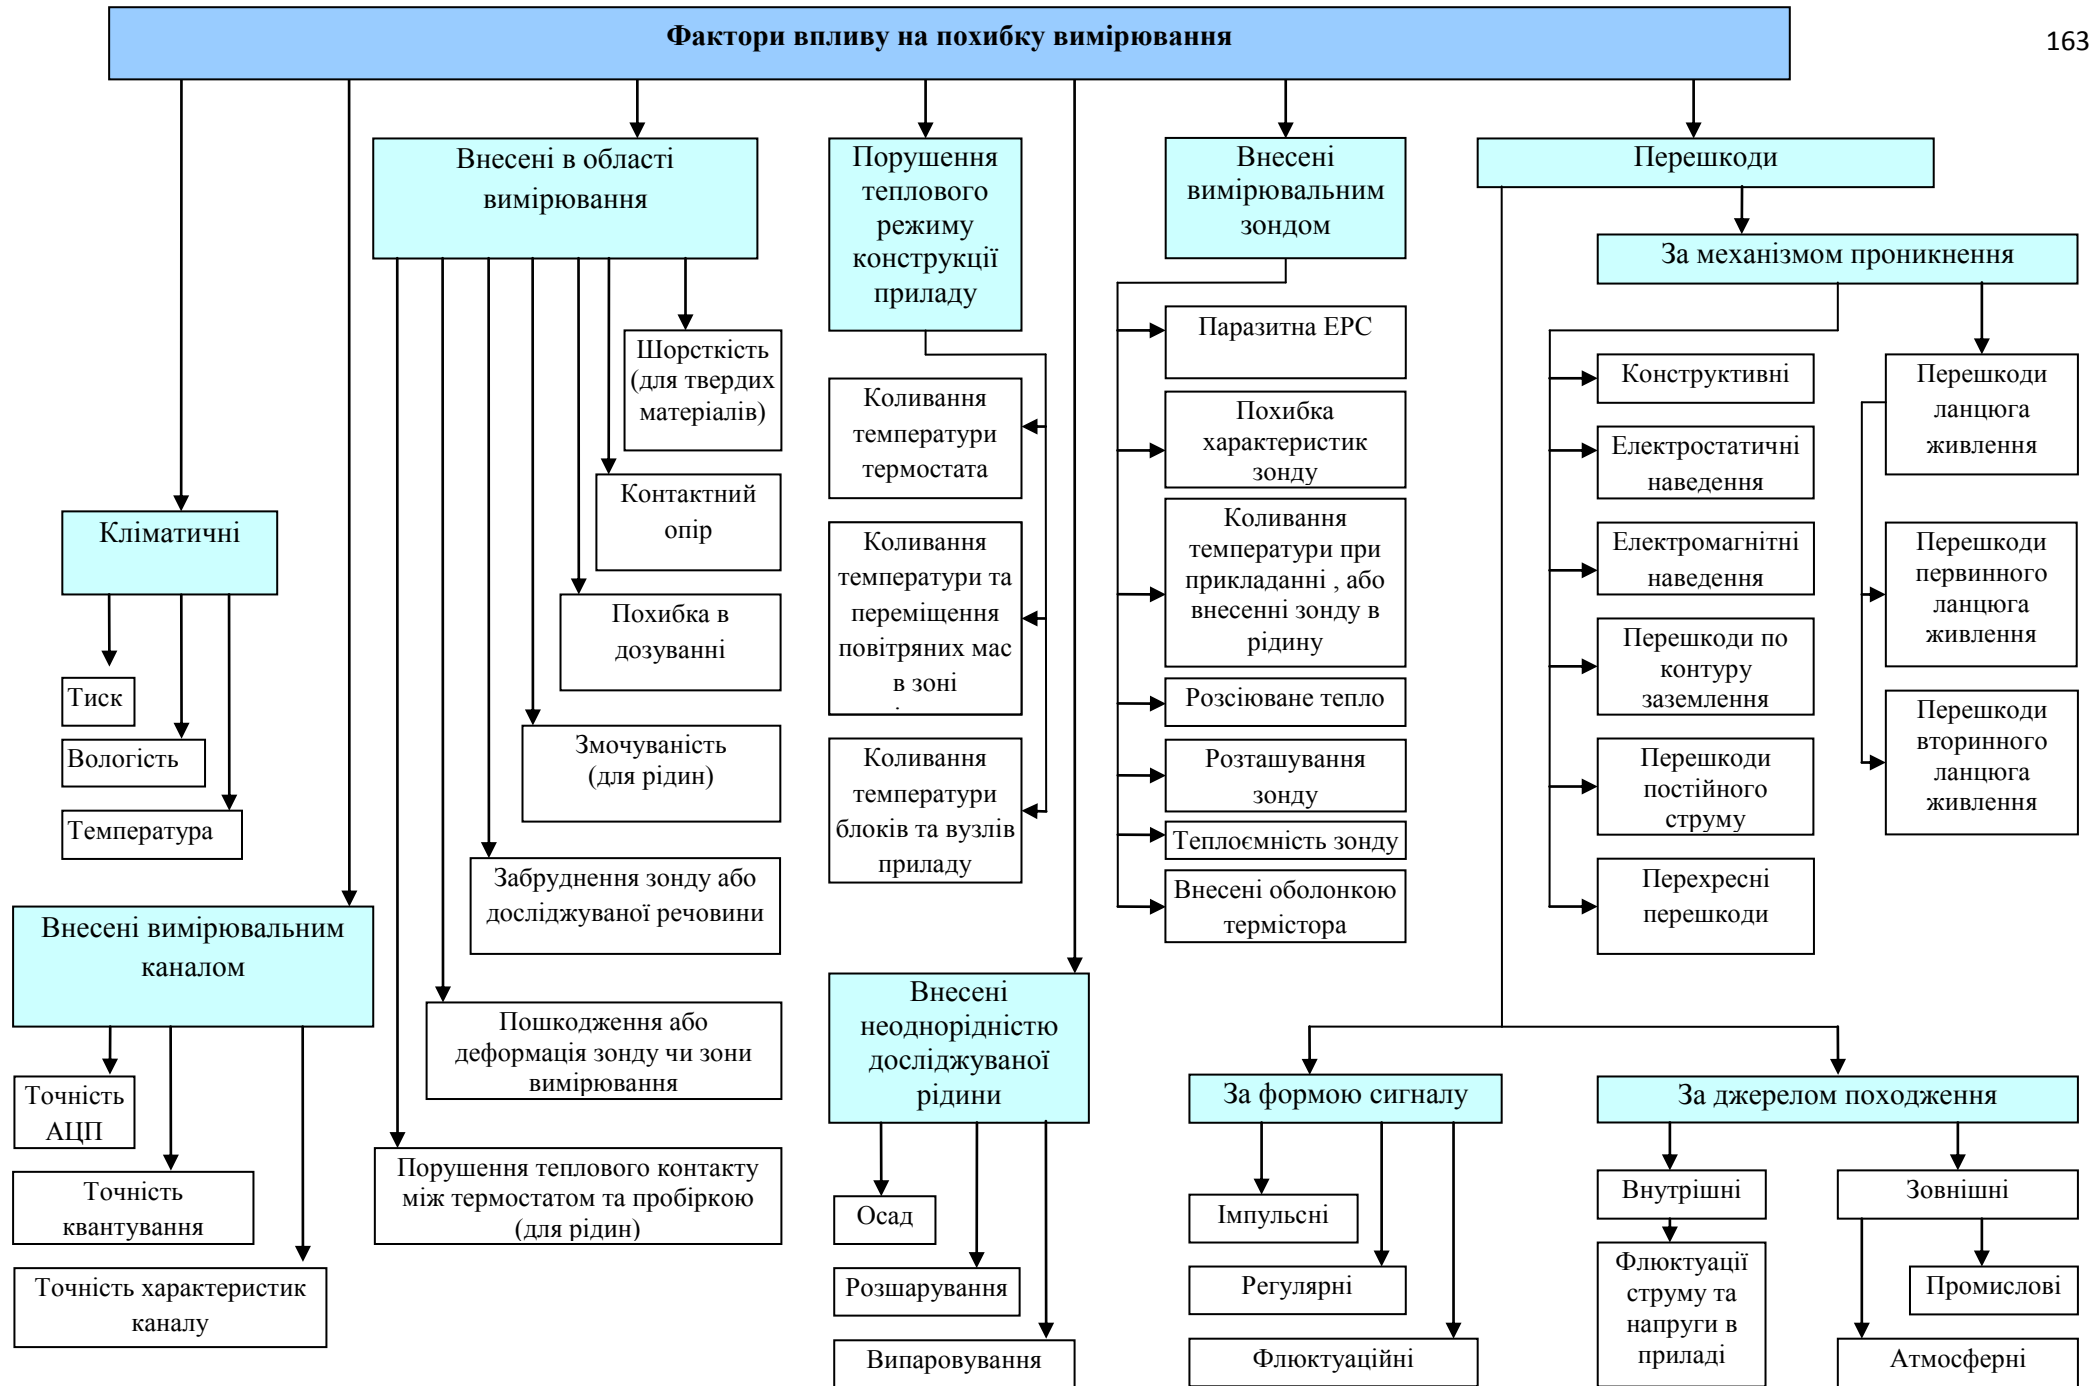 Фактори впливу на похибку вимірювання
163
Внесені в області
вимірювання
Порушення
теплового
режиму
конструкції
приладу
Внесені
вимірювальним
зондом
Перешкоди
За механізмом проникнення
Шорсткість
(для твердих
матеріалів)
Контактний
опір
Похибка в
дозуванні
Змочуваність
(для рідин)
Забруднення зонду або
досліджуваної речовини
Пошкодження або
деформація зонду чи зони
вимірювання
Порушення теплового контакту
між термостатом та пробіркою
(для рідин)
Коливання
температури
термостата
Коливання
температури та
переміщення
повітряних мас
в зоні
Коливання
температури
блоків та вузлів
приладу
Паразитна ЕРС
Похибка
характеристик
зонду
Коливання
температури при
прикладанні , або
внесенні зонду в
рідину
Розсіюване тепло
Розташування
зонду
Теплоємність зонду
Внесені оболонкою
термістора
Конструктивні
Електростатичні
наведення
Електромагнітні
наведення
Перешкоди по
контуру
заземлення
Перешкоди
постійного
струму
Перехресні
перешкоди
Перешкоди
ланцюга
живлення
Перешкоди
первинного
ланцюга
живлення
Перешкоди
вторинного
ланцюга
живлення
Кліматичні
Тиск
Вологість
Температура
Внесені вимірювальним
каналом
Точність
АЦП
Точність
квантування
Точність характеристик
каналу
Внесені
неоднорідністю
досліджуваної
рідини
Осад
Розшарування
Випаровування
За формою сигналу
Імпульсні
Регулярні
Флюктуаційні
За джерелом походження
Внутрішні
Флюктуації
струму та
напруги в
приладі
Зовнішні
Промислові
Атмосферні